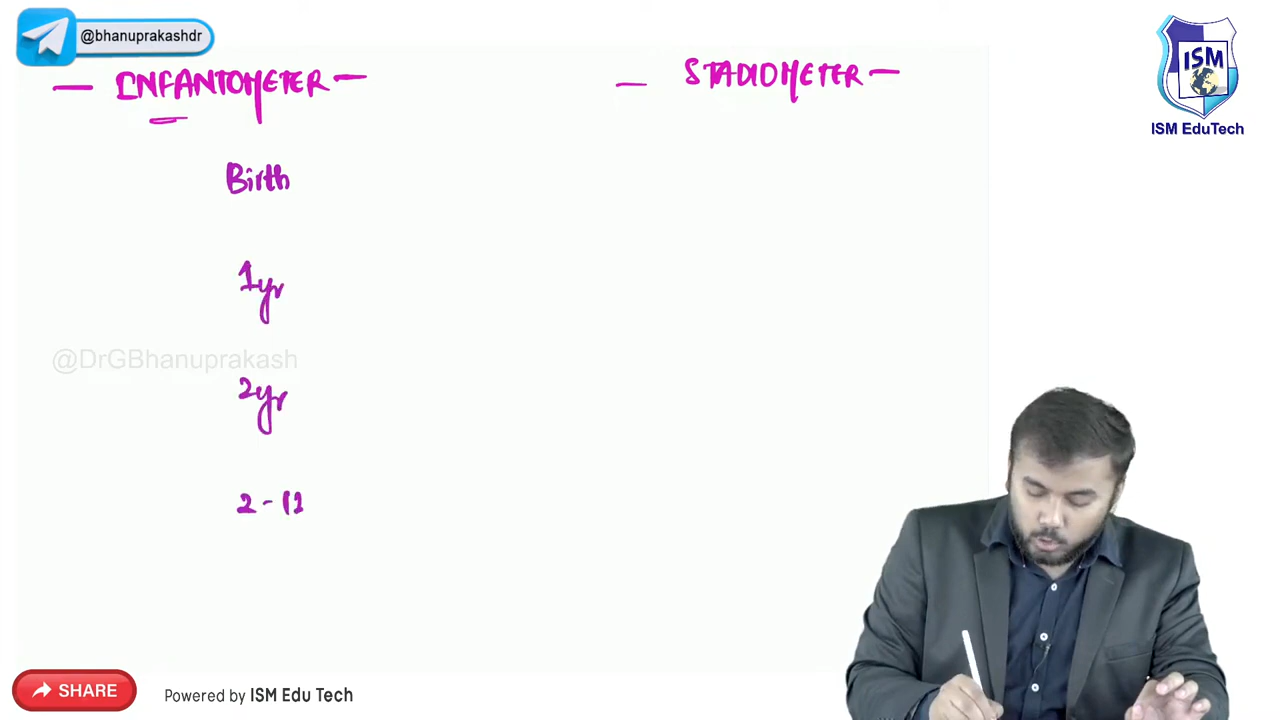 @bhanuprakashdr
— INFANTOMETER —
— STADIOMETER —
ISM
ISM EduTech
Birth
1yr
@DrGBhanuprakash
2yr
2 - 12
SHARE
Powered by ISM Edu Tech